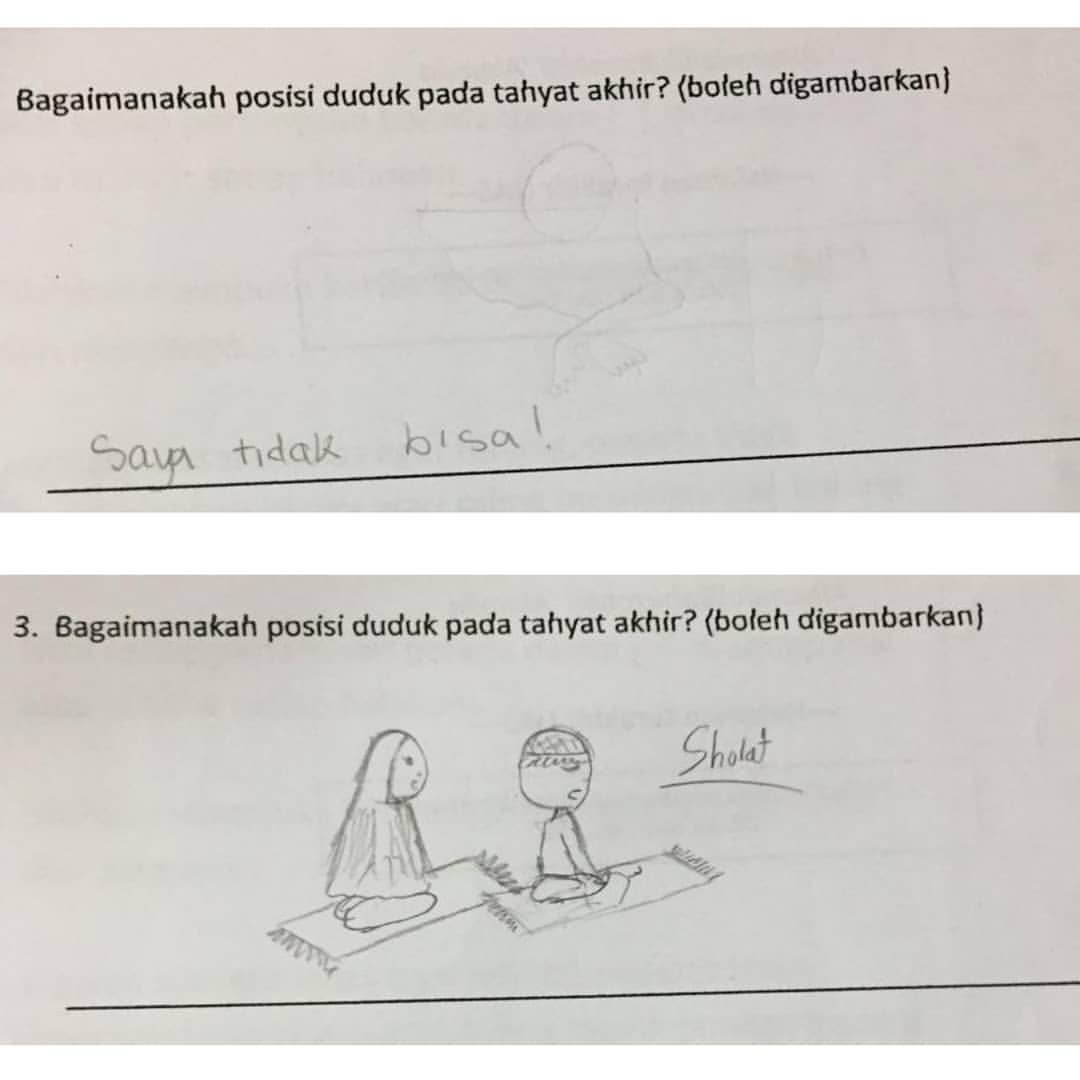 Bagaimanakah posisi duduk pada tahyat akhir? (boleh digambarkan)
Saya tidak bisa!
3. Bagaimanakah posisi duduk pada tahyat akhir? (boleh digambarkan)
Sholat